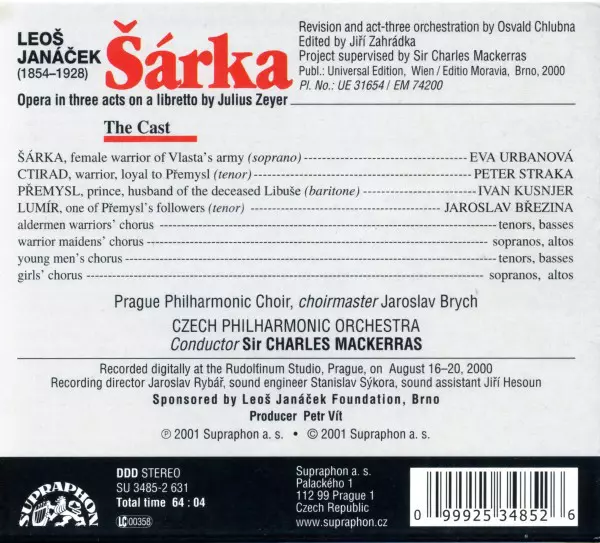 LEOŠ
JANÁČEK
(1854–1928)
Šárka
Opera in three acts on a libretto by Julius Zeyer
Revision and act-three orchestration by Osvald Chlubna
Edited by Jiří Zahrádka
Project supervised by Sir Charles Mackerras
Publ.: Universal Edition, Wien / Editio Moravia, Brno, 2000
Pl. No.: UE 31654 / EM 74200
The Cast
ŠÁRKA, female warrior of Vlasta's army (soprano) EVA URBANOVÁ
CTIRAD, warrior, loyal to Přemysl (tenor) PETER STRAKA
PŘEMYSL, prince, husband of the deceased Libuše (baritone) IVAN KUSNJER
LUMÍR, one of Přemysl's followers (tenor) JAROSLAV BŘEZINA
aldermen warriors' chorus tenors, basses
warrior maidens' chorus sopranos, altos
young men's chorus tenors, basses
girls' chorus sopranos, altos
Prague Philharmonic Choir, choirmaster Jaroslav Brych
CZECH PHILHARMONIC ORCHESTRA
Conductor Sir CHARLES MACKERRAS
Recorded digitally at the Rudolfinum Studio, Prague, on August 16–20, 2000
Recording director Jaroslav Rybář, sound engineer Stanislav Sýkora, sound assistant Jiří Hesoun
Sponsored by Leoš Janáček Foundation, Brno
Producer Petr Vít
℗ 2001 Supraphon a. s. • © 2001 Supraphon a. s.
SUPRAPHON
DDD STEREO
SU 3485-2 631
Total time 64 : 04
LC 00358
Supraphon a. s.
Palackého 1
112 99 Prague 1
Czech Republic
www.supraphon.cz
0 99925 34852 6